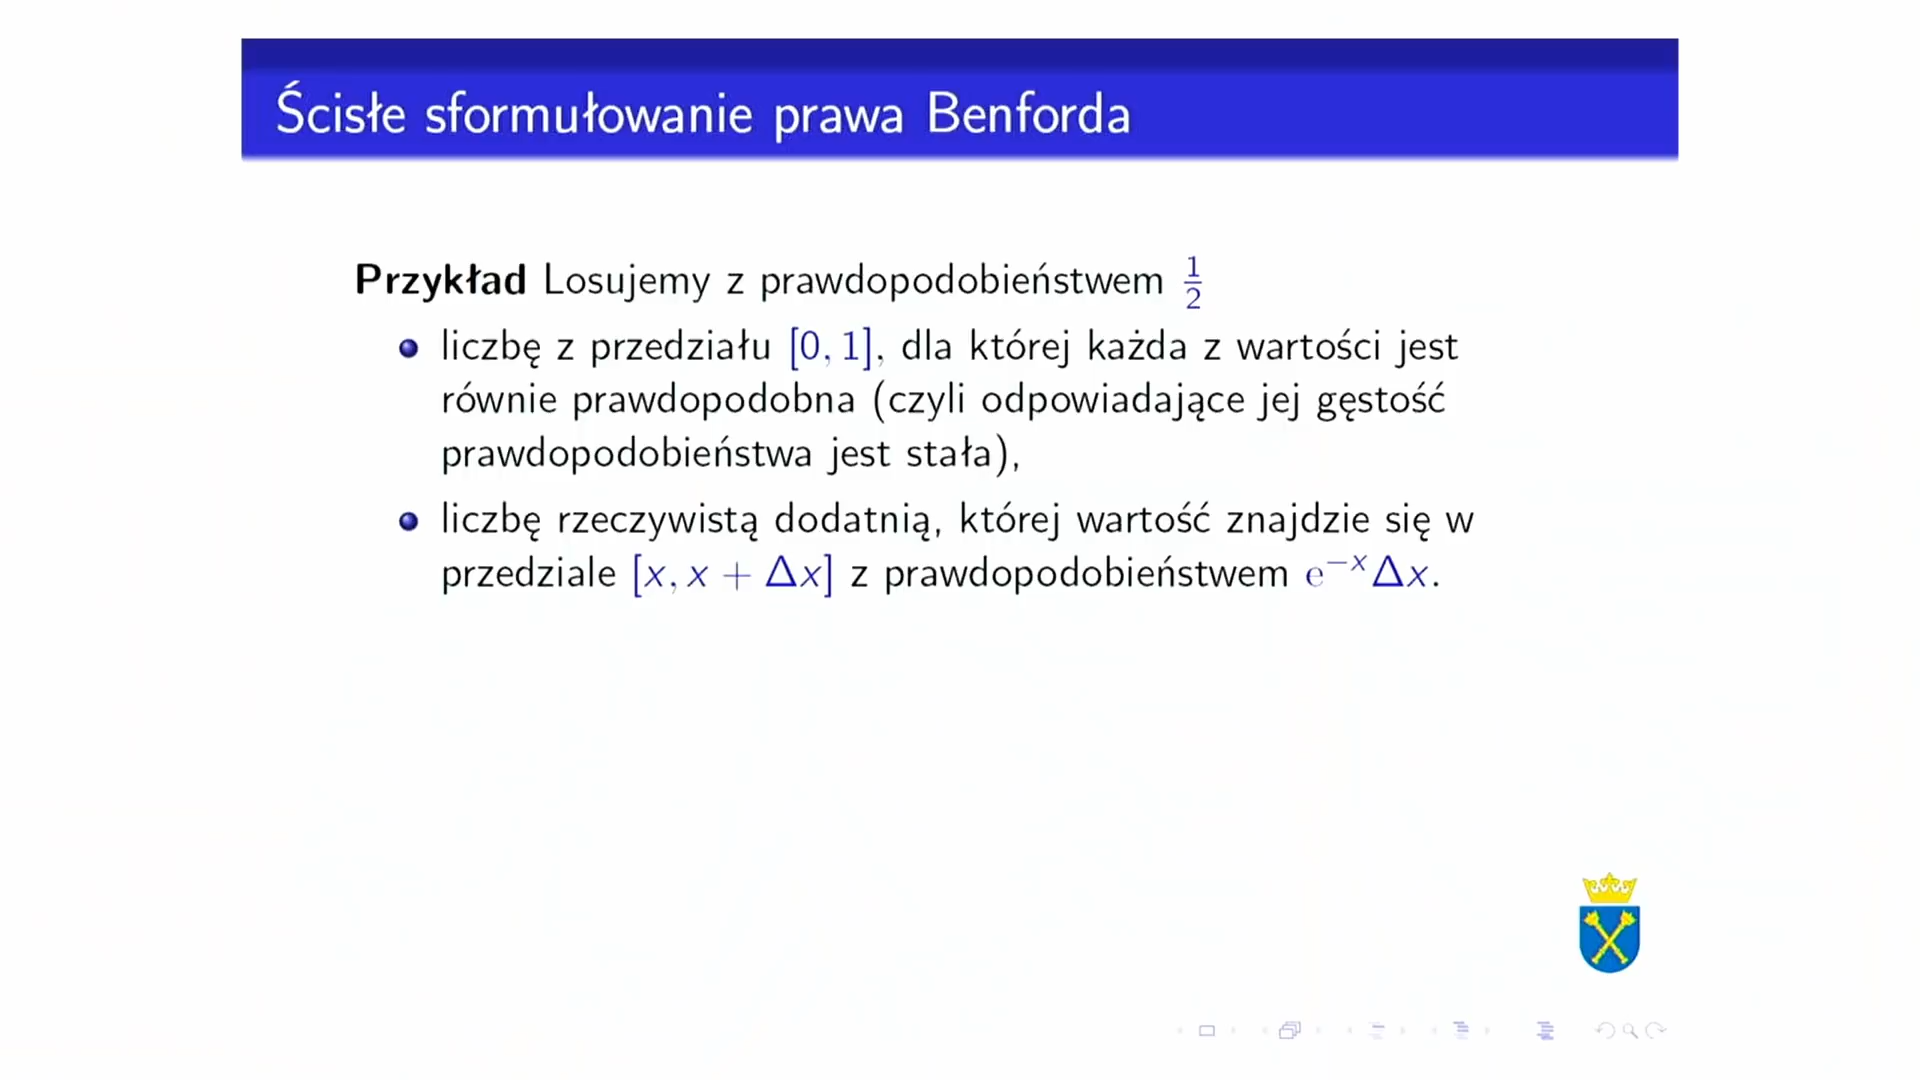 Ścisłe sformułowanie prawa Benforda
Przykład Losujemy z prawdopodobieństwem 1/2
liczbę z przedziału [0, 1], dla której każda z wartości jest
równie prawdopodobna (czyli odpowiadające jej gęstość
prawdopodobieństwa jest stała),
liczbę rzeczywistą dodatnią, której wartość znajdzie się w
przedziale [x, x + Δx] z prawdopodobieństwem e⁻ˣΔx.